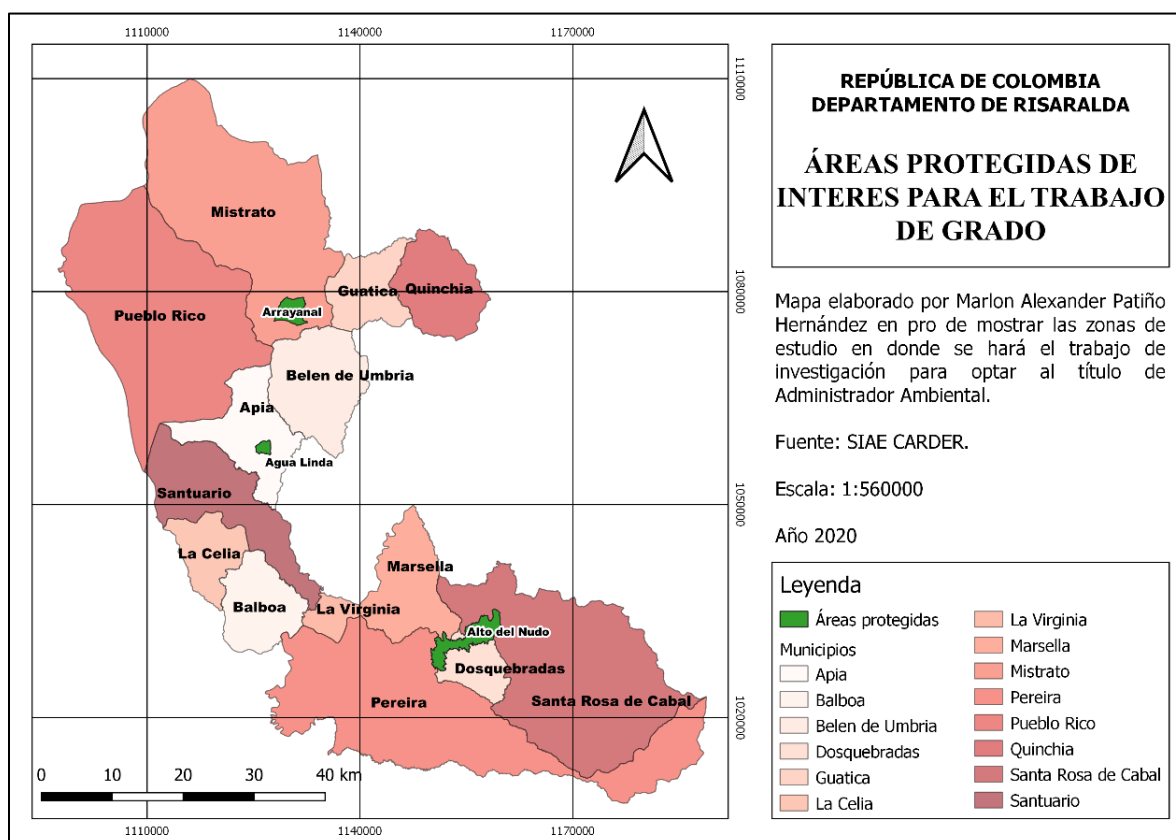 1110000 1140000 1170000
1110000
1080000
1050000
1020000
Mistrato
Guatica
Quinchia
Arrayanal
Pueblo Rico
Belen de Umbria
Apia
Agua Linda
Santuario
La Celia
Marsella
Balboa
La Virginia
Alto del Nudo
Dosquebradas
Pereira
Santa Rosa de Cabal
0 10 20 30 40 km
1110000 1140000 1170000
REPÚBLICA DE COLOMBIA
DEPARTAMENTO DE RISARALDA
ÁREAS PROTEGIDAS DE
INTERES PARA EL TRABAJO
DE GRADO
Mapa elaborado por Marlon Alexander Patiño
Hernández en pro de mostrar las zonas de
estudio en donde se hará el trabajo de
investigación para optar al título de
Administrador Ambiental.
Fuente: SIAE CARDER.
Escala: 1:560000
Año 2020
Leyenda
Áreas protegidas
Municipios
Apia
Balboa
Belen de Umbria
Dosquebradas
Guatica
La Celia
La Virginia
Marsella
Mistrato
Pereira
Pueblo Rico
Quinchia
Santa Rosa de Cabal
Santuario